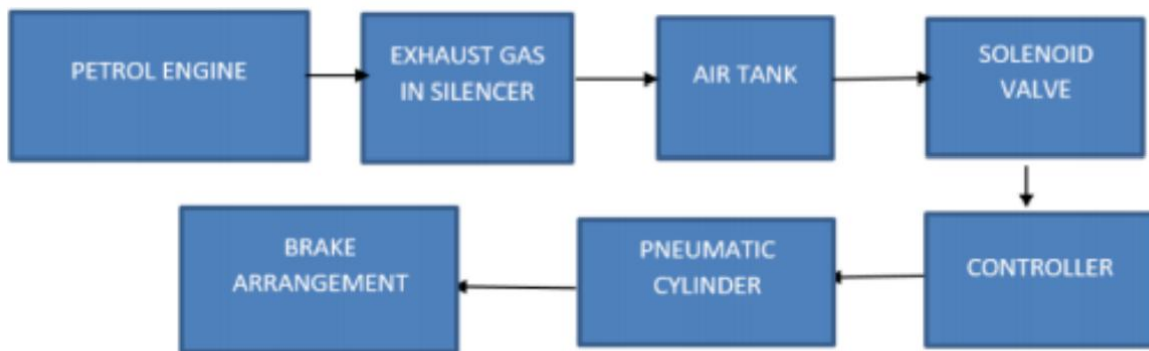 PETROL ENGINE
EXHAUST GAS
IN SILENCER
AIR TANK
SOLENOID
VALVE
CONTROLLER
PNEUMATIC
CYLINDER
BRAKE
ARRANGEMENT